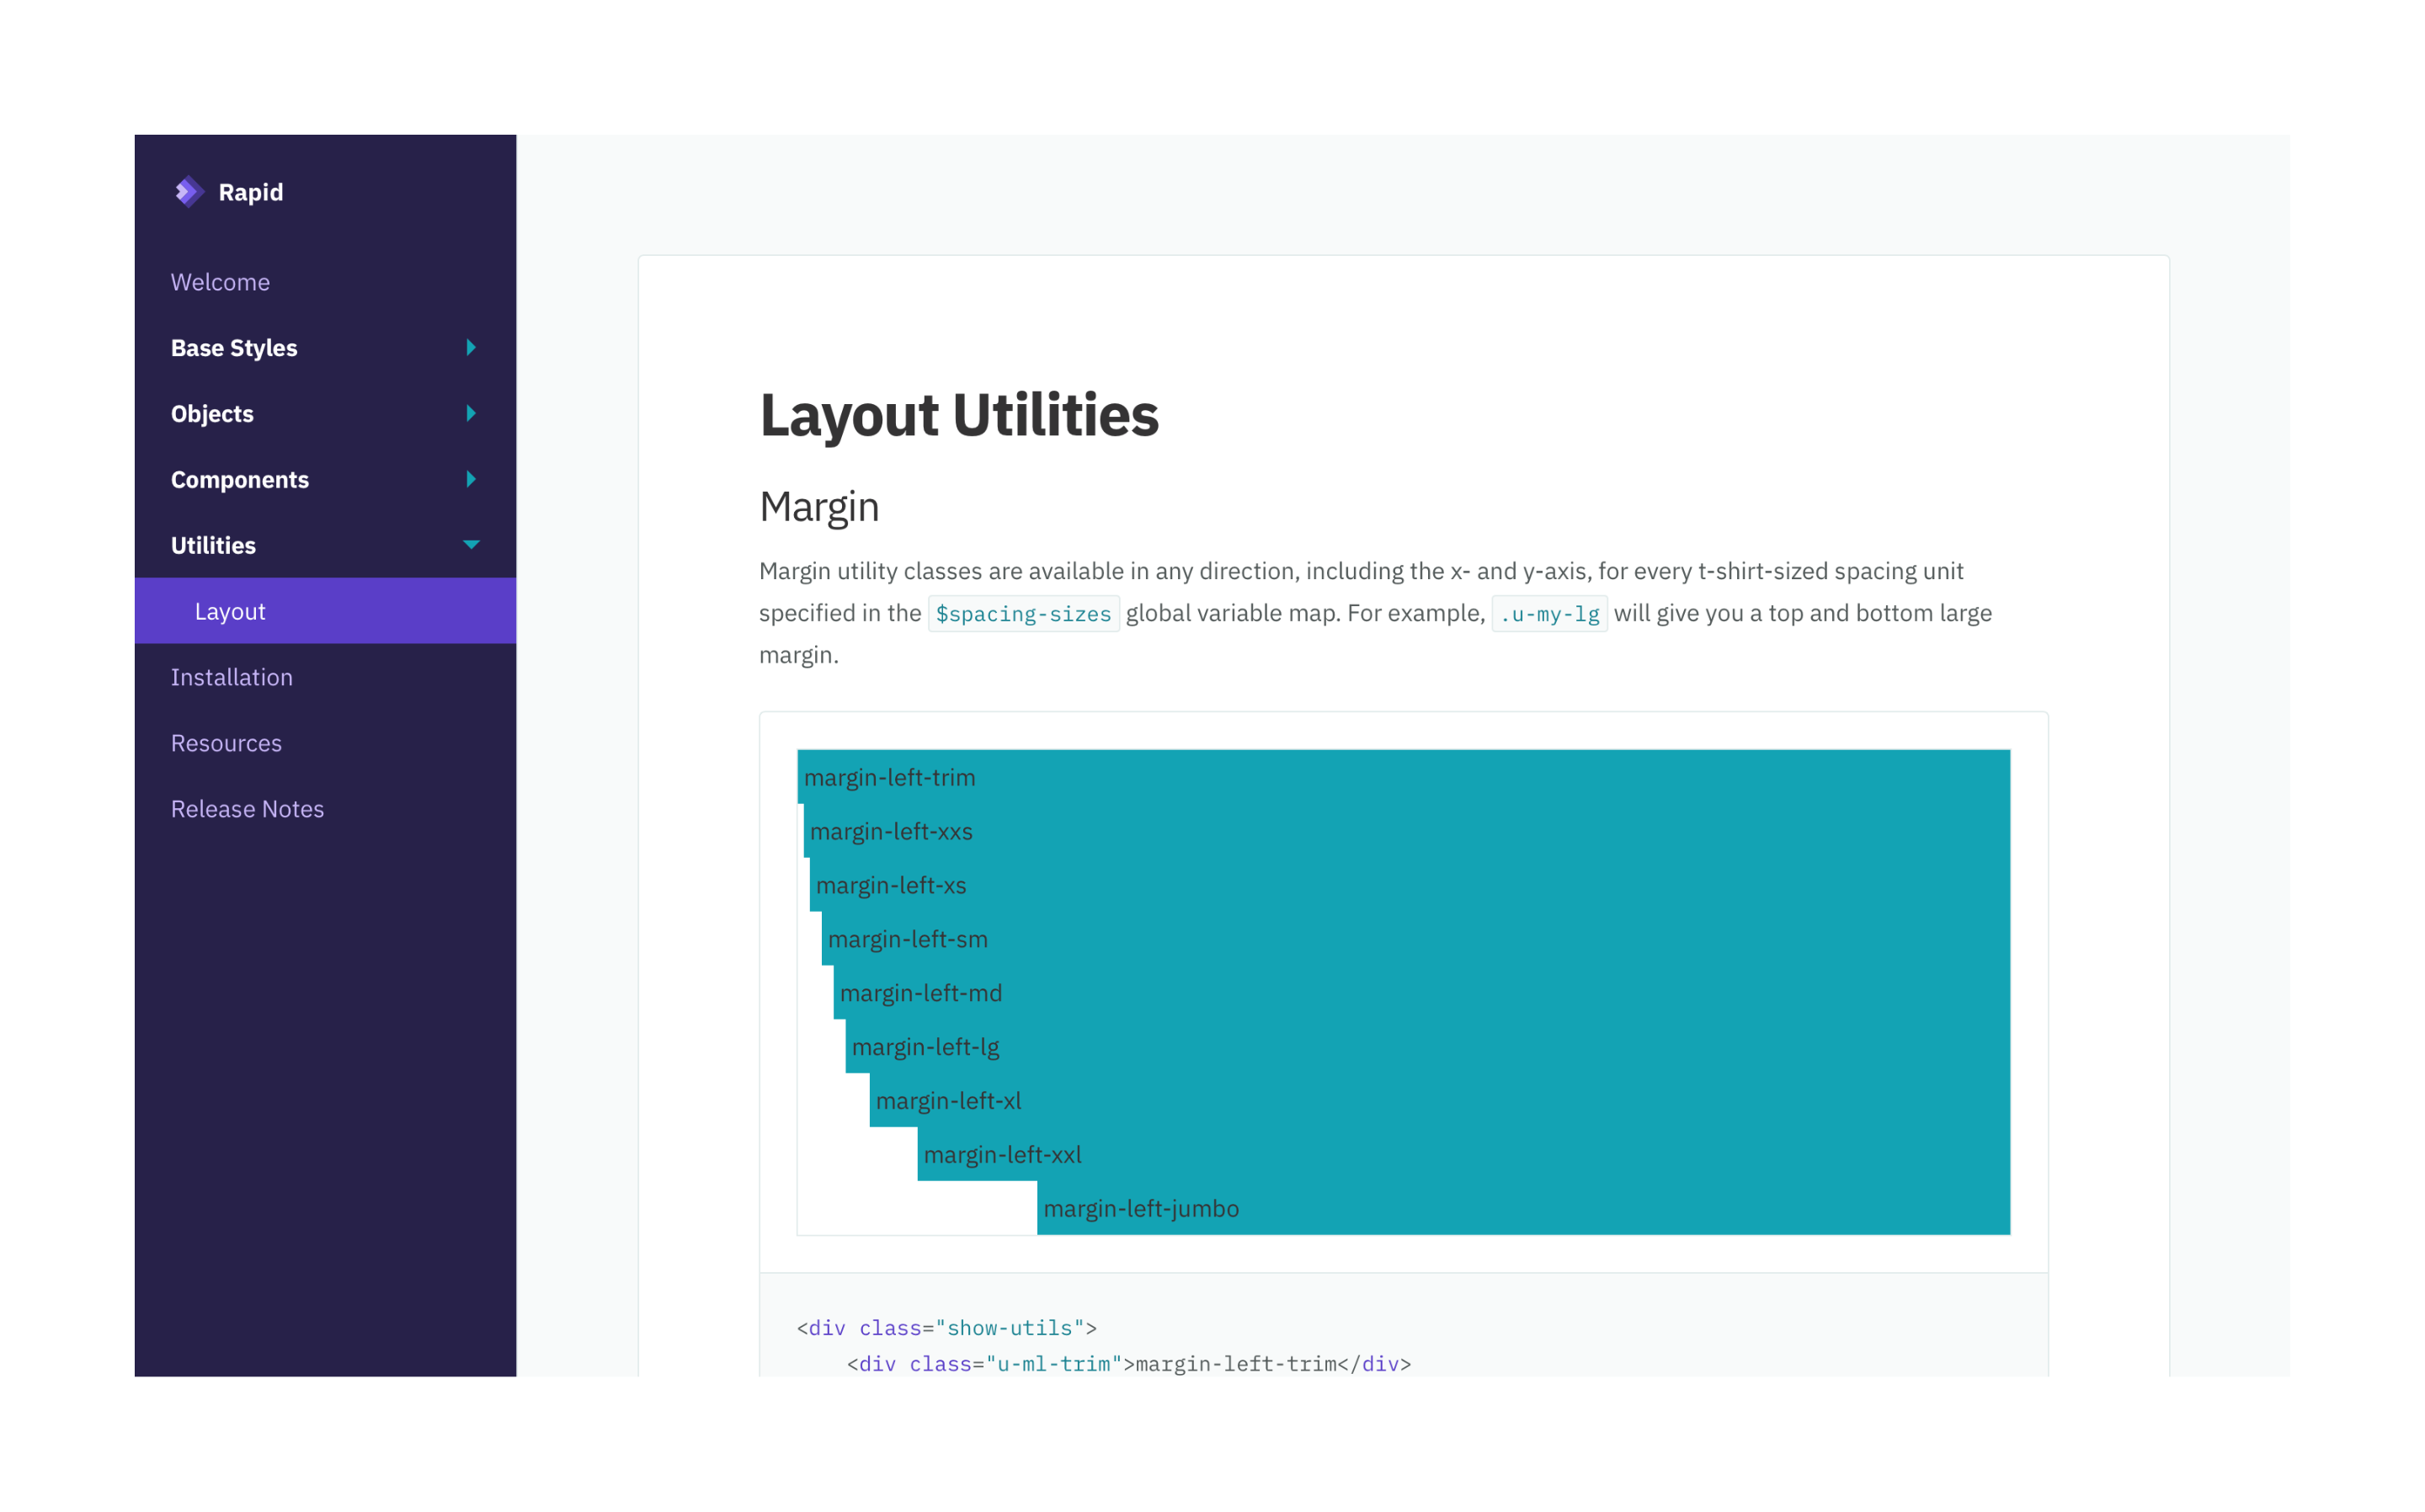 Rapid
Welcome
Base Styles
Objects
Components
Utilities
Layout
Installation
Resources
Release Notes
Layout Utilities
Margin
Margin utility classes are available in any direction, including the x- and y-axis, for every t-shirt-sized spacing unit
specified in the $spacing-sizes global variable map. For example, .u-my-lg will give you a top and bottom large
margin.
margin-left-trim
margin-left-xxs
margin-left-xs
margin-left-sm
margin-left-md
margin-left-lg
margin-left-xl
margin-left-xxl
margin-left-jumbo
<div class="show-utils">
<div class="u-ml-trim">margin-left-trim</div>